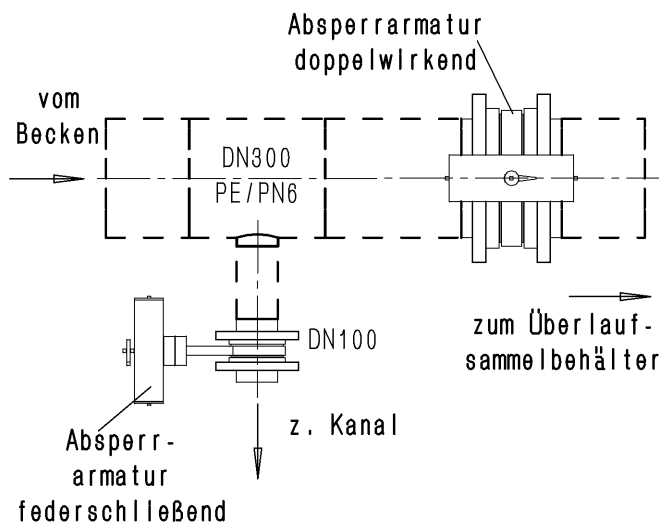 Absperrarmatur
doppelwirkend
vom
Becken
DN300
PE/PN6
zum Überlauf-
sammelbehälter
DN100
z. Kanal
Absperr-
armatur
federschließend